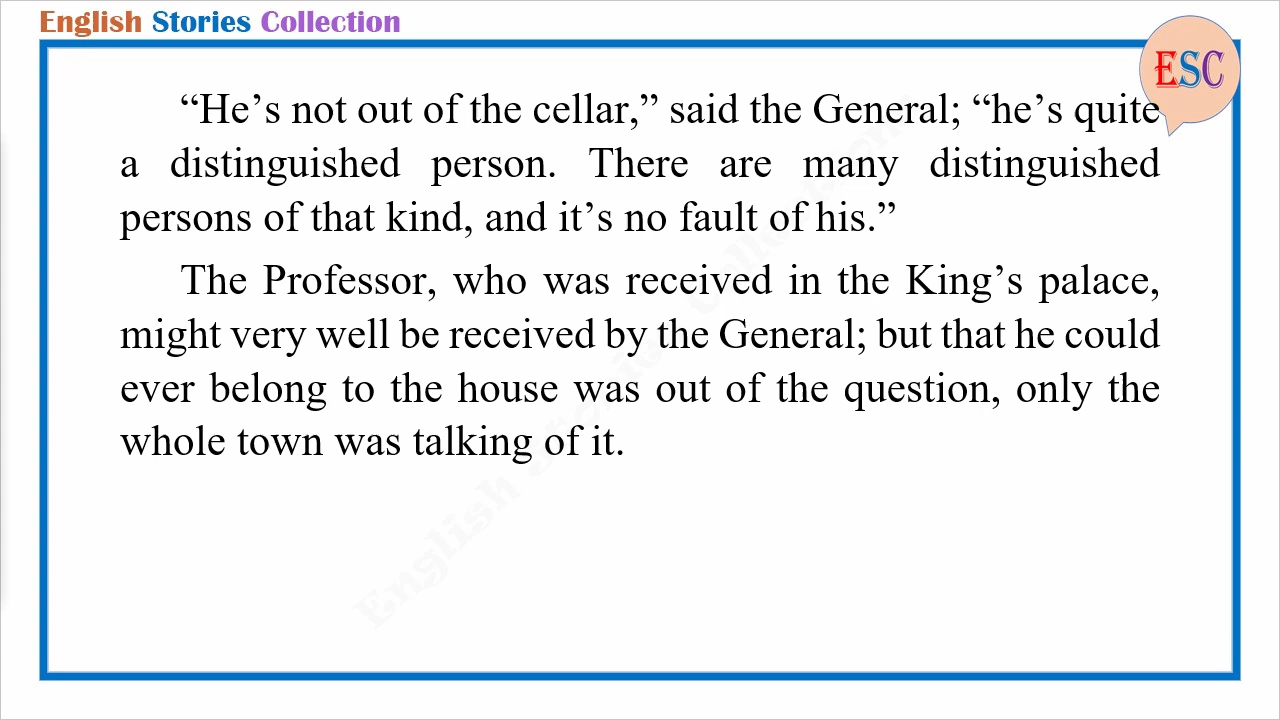 English Stories Collection
ESC
“He’s not out of the cellar,” said the General; “he’s quite
a distinguished person. There are many distinguished
persons of that kind, and it’s no fault of his.”
The Professor, who was received in the King’s palace,
might very well be received by the General; but that he could
ever belong to the house was out of the question, only the
whole town was talking of it.
English Stories Collection